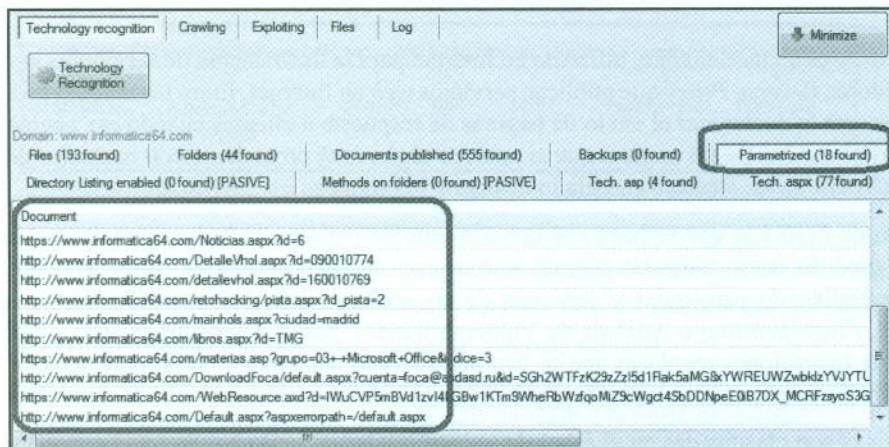 Technology recognition Crawling Exploiting Files Log
Minimize
Technology
Recognition
Domain: www.informatica64.com
Files (193 found) Folders (44 found) Documents published (555 found) Backups (0 found) Parametrized (18 found)
Directory Listing enabled (0 found) [PASIVE] Methods on folders (0 found) [PASIVE] Tech. asp (4 found) Tech. aspx (77 found)
Document
https://www.informatica64.com/Noticias.aspx?id=6
http://www.informatica64.com/DetalleVhol.aspx?id=090010774
http://www.informatica64.com/detallevhol.aspx?id=160010769
http://www.informatica64.com/retohacking/pista.aspx?id_pista=2
http://www.informatica64.com/mainhols.aspx?ciudad=madrid
http://www.informatica64.com/libros.aspx?id=TMG
https://www.informatica64.com/materias.asp?grupo=03+-+Microsoft+Office&indice=3
http://www.informatica64.com/DownloadFoca/default.aspx?cuenta=foca@asdasd.ru
https://www.informatica64.com/WebResource.axd
http://www.informatica64.com/Default.aspx?aspxerrorpath=/default.aspx